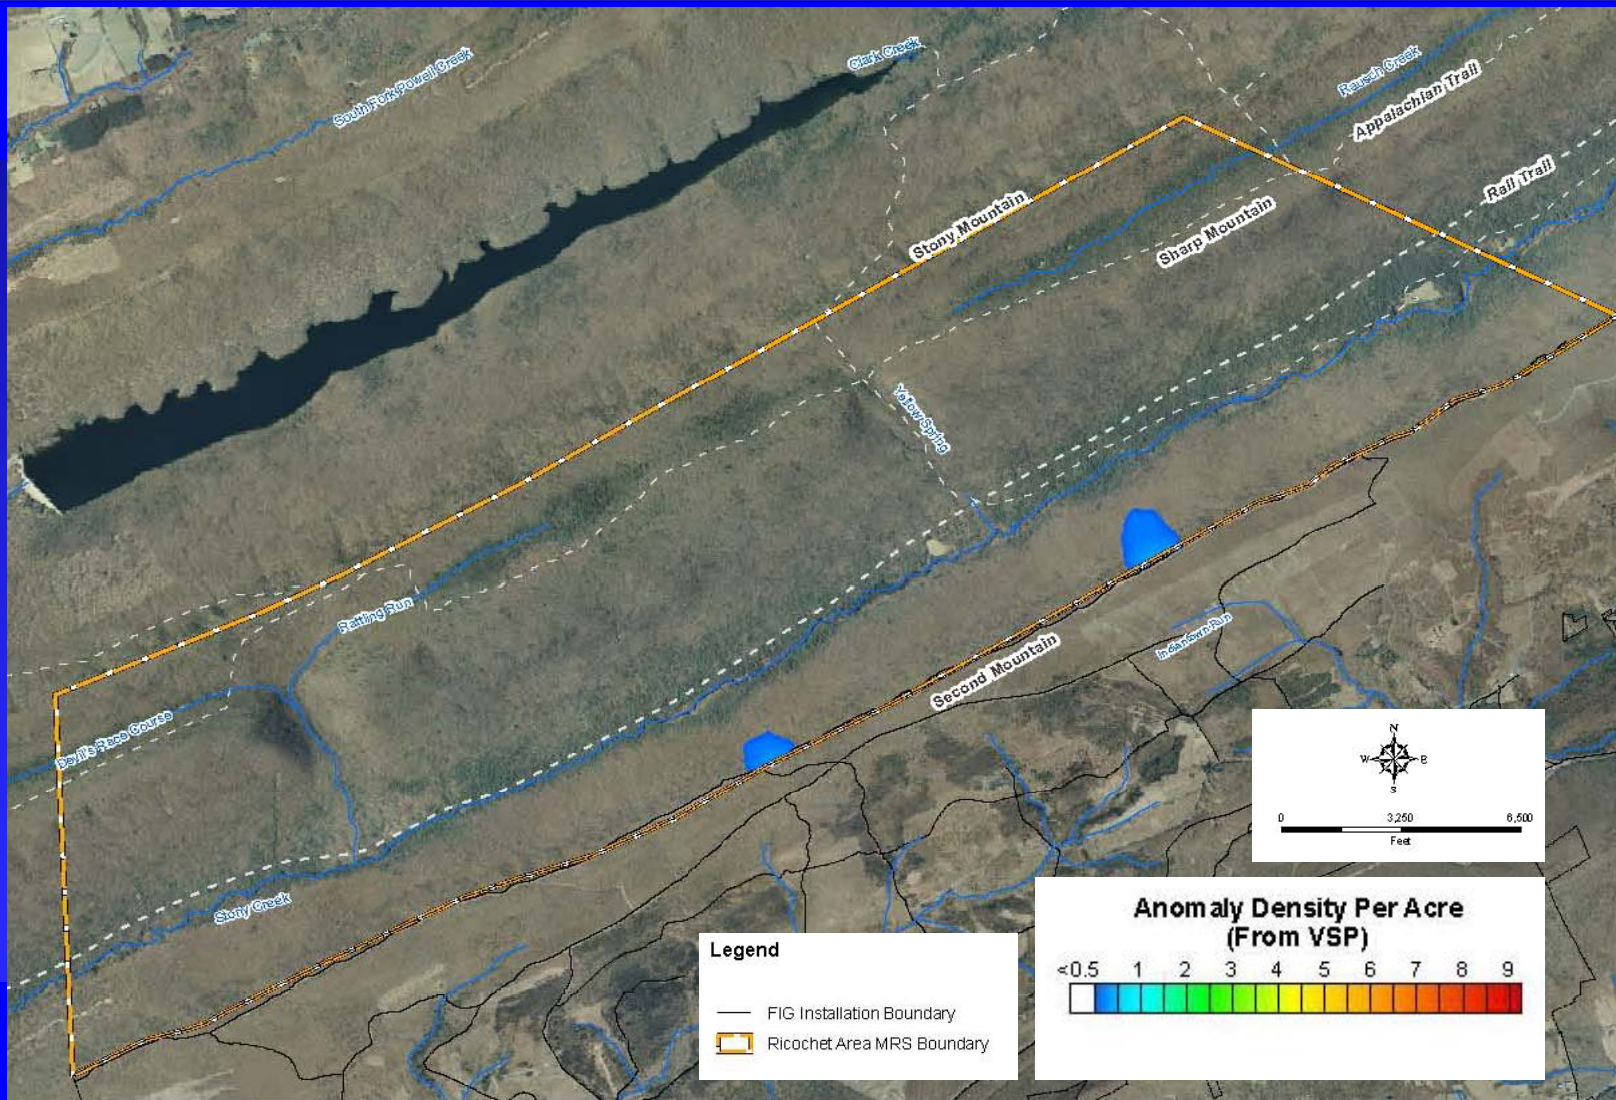 Clark Creek
South Fork Powell Creek
Rausch Creek
Appalachian Trail
Rail Trail
Stony Mountain
Sharp Mountain
Yellow Spring
Rattling Run
Indiantown Run
Second Mountain
Devil's Race Course
Stony Creek
N
W E
S
0 3,250 6,500
Feet
Anomaly Density Per Acre
(From VSP)
<0.5 1 2 3 4 5 6 7 8 9
Legend
FIG Installation Boundary
Ricochet Area MRS Boundary